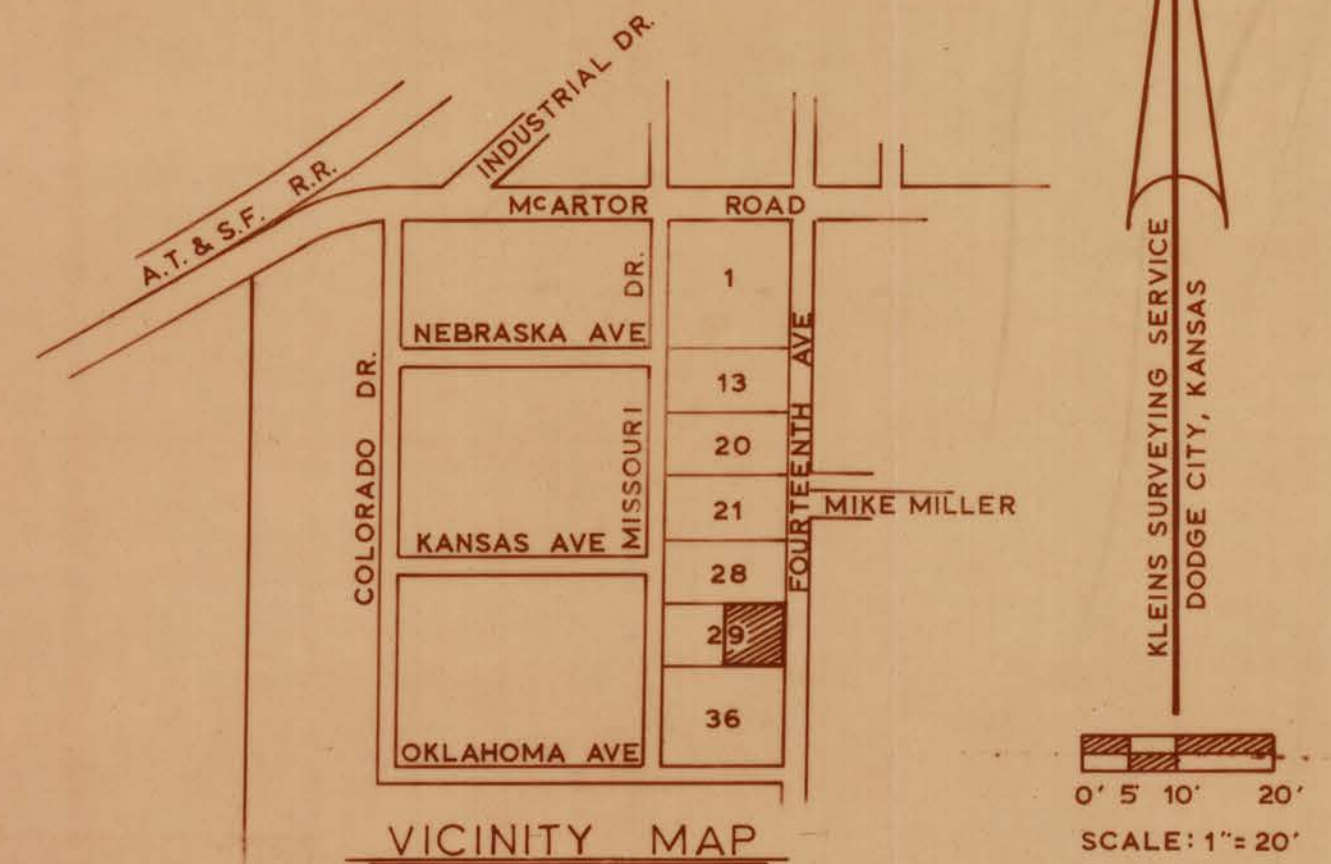 INDUSTRIAL DR.
A.T. & S.F. R.R.
McARTOR ROAD
1
NEBRASKA AVE
MISSOURI DR.
COLORADO DR.
FOURTEENTH AVE
13
20
21
MIKE MILLER
KANSAS AVE
28
29
36
OKLAHOMA AVE
VICINITY MAP
KLEINS SURVEYING SERVICE
DODGE CITY, KANSAS
0' 5' 10' 20'
SCALE: 1"= 20'